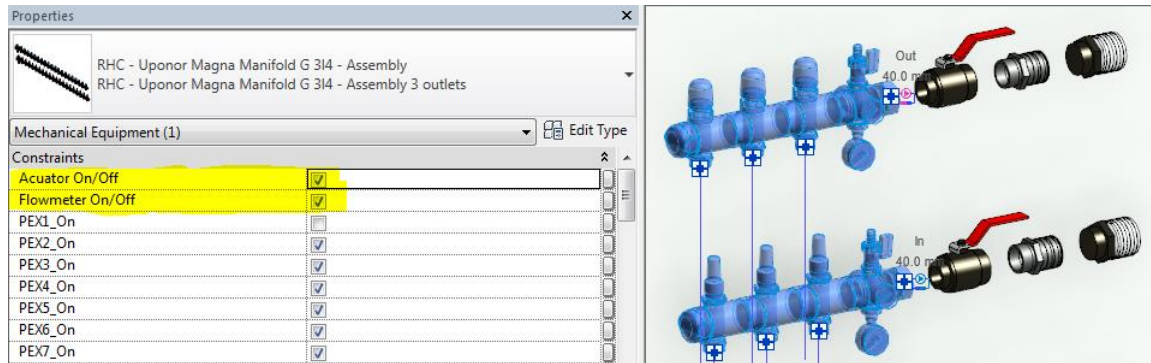 Properties
RHC - Uponor Magna Manifold G 3I4 - Assembly
RHC - Uponor Magna Manifold G 3I4 - Assembly 3 outlets
Mechanical Equipment (1)
Edit Type
Constraints
Acuator On/Off
Flowmeter On/Off
PEX1_On
PEX2_On
PEX3_On
PEX4_On
PEX5_On
PEX6_On
PEX7_On
Out
40.0 mm
In
40.0 mm